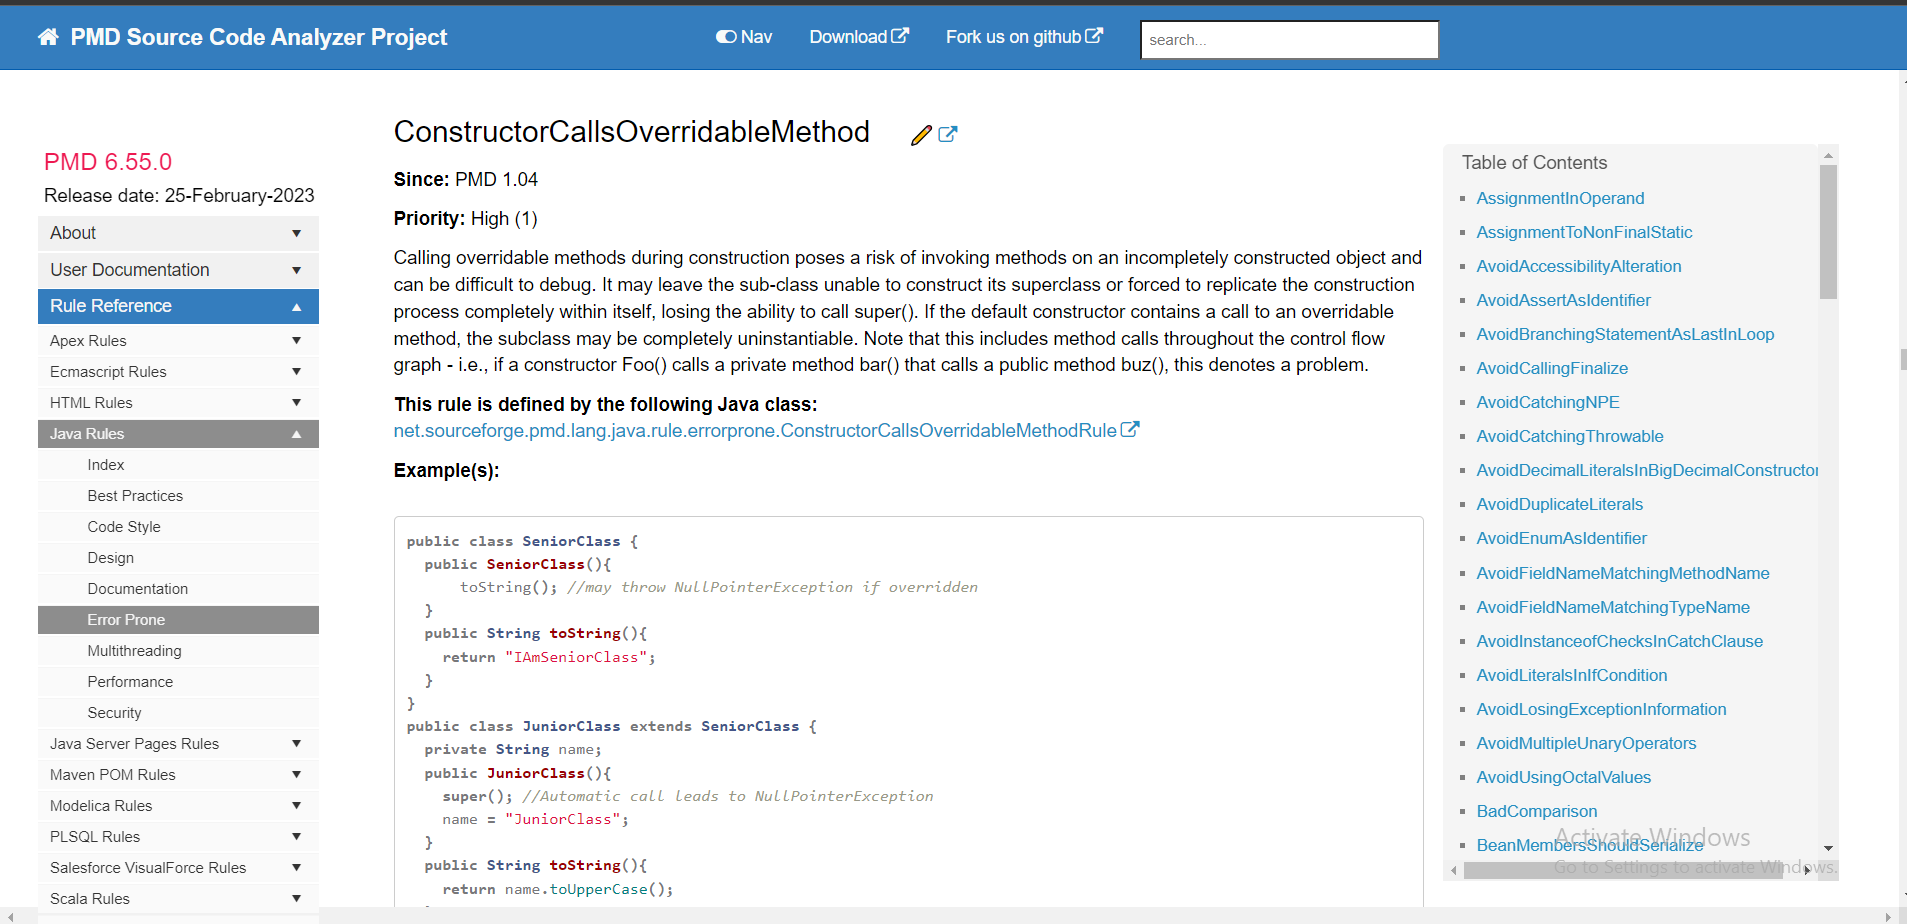 PMD Source Code Analyzer Project
Nav
Download
Fork us on github
search...
PMD 6.55.0
Release date: 25-February-2023
About
User Documentation
Rule Reference
Apex Rules
Ecmascript Rules
HTML Rules
Java Rules
Index
Best Practices
Code Style
Design
Documentation
Error Prone
Multithreading
Performance
Security
Java Server Pages Rules
Maven POM Rules
Modelica Rules
PLSQL Rules
Salesforce VisualForce Rules
Scala Rules
ConstructorCallsOverridableMethod
Since: PMD 1.04
Priority: High (1)
Calling overridable methods during construction poses a risk of invoking methods on an incompletely constructed object and
can be difficult to debug. It may leave the sub-class unable to construct its superclass or forced to replicate the construction
process completely within itself, losing the ability to call super(). If the default constructor contains a call to an overridable
method, the subclass may be completely uninstantiable. Note that this includes method calls throughout the control flow
graph - i.e., if a constructor Foo() calls a private method bar() that calls a public method buz(), this denotes a problem.
This rule is defined by the following Java class:
net.sourceforge.pmd.lang.java.rule.errorprone.ConstructorCallsOverridableMethodRule
Example(s):
public class SeniorClass {
public SeniorClass(){
toString(); //may throw NullPointerException if overridden
}
public String toString(){
return "IAmSeniorClass";
}
}
public class JuniorClass extends SeniorClass {
private String name;
public JuniorClass(){
super(); //Automatic call leads to NullPointerException
name = "JuniorClass";
}
public String toString(){
return name.toUpperCase();
Table of Contents
AssignmentInOperand
AssignmentToNonFinalStatic
AvoidAccessibilityAlteration
AvoidAssertAsIdentifier
AvoidBranchingStatementAsLastInLoop
AvoidCallingFinalize
AvoidCatchingNPE
AvoidCatchingThrowable
AvoidDecimalLiteralsInBigDecimalConstructor
AvoidDuplicateLiterals
AvoidEnumAsIdentifier
AvoidFieldNameMatchingMethodName
AvoidFieldNameMatchingTypeName
AvoidInstanceofChecksInCatchClause
AvoidLiteralsInIfCondition
AvoidLosingExceptionInformation
AvoidMultipleUnaryOperators
AvoidUsingOctalValues
BadComparison
BeanMembersShouldSerialize
Activate Windows
Go to Settings to activate Windows.